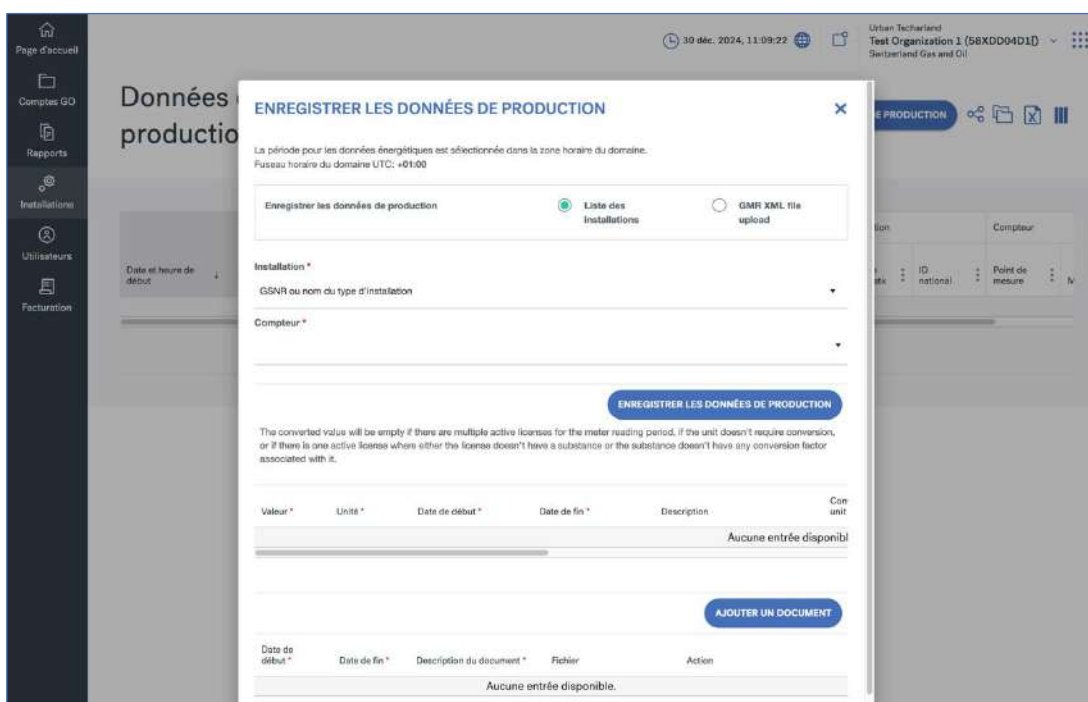 Page d'accueil
Comptes GO
Rapports
Installations
Utilisateurs
Facturation
30 déc. 2024, 11:09:22
Urban Tscharland
Test Organization 1 (58XDD04D1
Switzerland Gas and Oil
Données
productio
E PRODUCTION
Date et heure de
début
tion
Compteur
ID
national
Point de
mesure
ENREGISTRER LES DONNÉES DE PRODUCTION
La période pour les données énergétiques est sélectionnée dans la zone horaire du domaine.
Fuseau horaire du domaine UTC: +01:00
Enregistrer les données de production
Liste des
installations
GMR XML file
upload
Installation *
GSNR ou nom du type d'installation
Compteur *
ENREGISTRER LES DONNÉES DE PRODUCTION
The converted value will be empty if there are multiple active licenses for the meter reading period, if the unit doesn't require conversion,
or if there is one active license where either the license doesn't have a substance or the substance doesn't have any conversion factor
associated with it.
Valeur *
Unité *
Date de début *
Date de fin *
Description
Con
unit
Aucune entrée disponibl
AJOUTER UN DOCUMENT
Date de
début *
Date de fin *
Description du document *
Fichier
Action
Aucune entrée disponible.